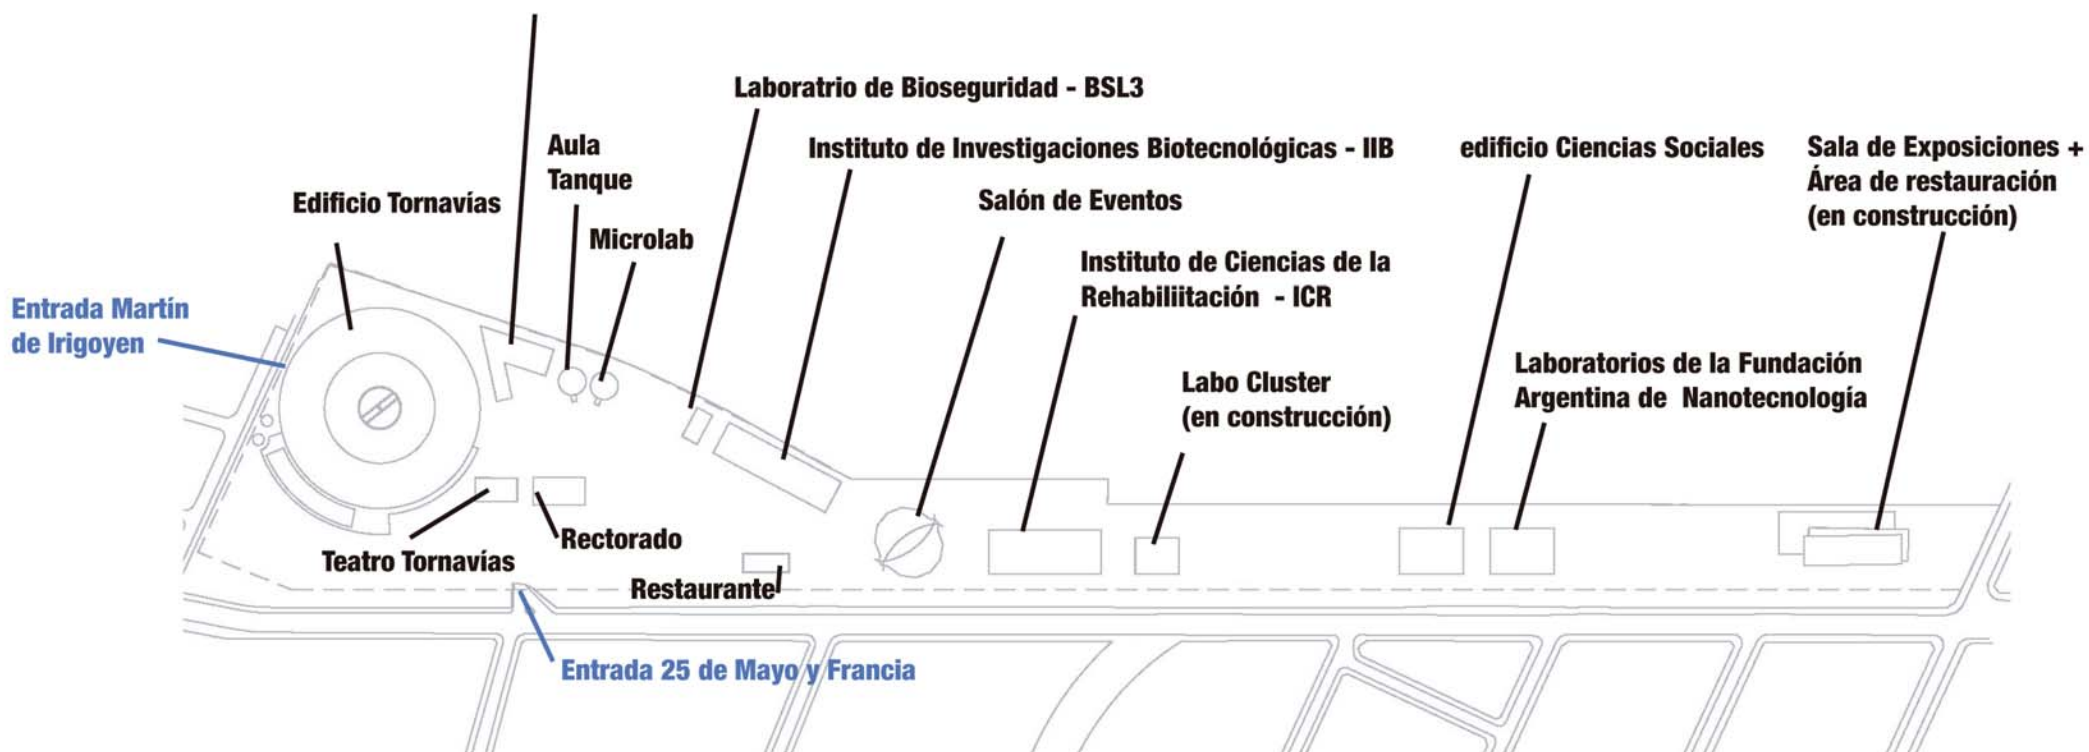 Laboratrio de Bioseguridad - BSL3
Aula
Tanque
Instituto de Investigaciones Biotecnológicas - IIB
edificio Ciencias Sociales
Sala de Exposiciones +
Área de restauración
(en construcción)
Edificio Tornavías
Salón de Eventos
Microlab
Instituto de Ciencias de la
Rehabiliitación - ICR
Entrada Martín
de Irigoyen
Laboratorios de la Fundación
Argentina de Nanotecnología
Labo Cluster
(en construcción)
Rectorado
Teatro Tornavías
Restaurante
Entrada 25 de Mayo y Francia